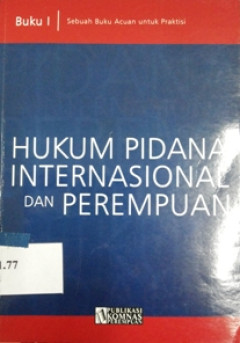 Buku I
Sebuah Buku Acuan untuk Praktisi
HUKUM PIDANA
INTERNASIONAL
DAN PEREMPUAN
1.77
PUBLIKASI
KOMNAS
PEREMPUAN